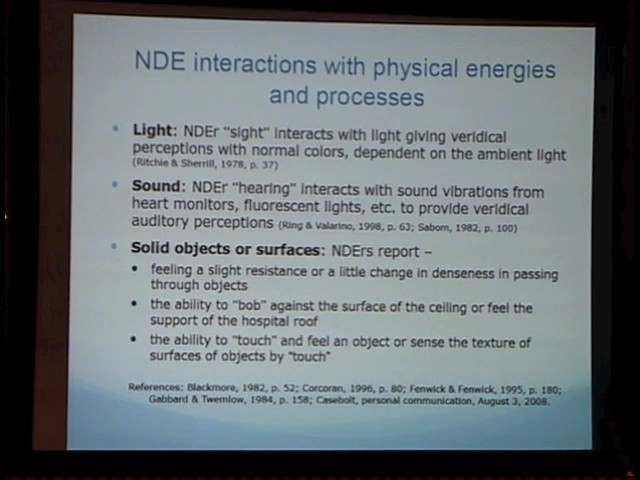 NDE interactions with physical energies
and processes
• Light: NDEr "sight" interacts with light giving veridical
perceptions with normal colors, dependent on the ambient light
(Ritchie & Sherrill, 1978, p. 37)
• Sound: NDEr "hearing" interacts with sound vibrations from
heart monitors, fluorescent lights, etc. to provide veridical
auditory perceptions (Ring & Valarino, 1998, p. 63; Sabom, 1982, p. 100)
• Solid objects or surfaces: NDErs report –
• feeling a slight resistance or a little change in denseness in passing
through objects
• the ability to "bob" against the surface of the ceiling or feel the
support of the hospital roof
• the ability to "touch" and feel an object or sense the texture of
surfaces of objects by "touch"
References: Blackmore, 1982, p. 52; Corcoran, 1996, p. 80; Fenwick & Fenwick, 1995, p. 180;
Gabbard & Twemlow, 1984, p. 158; Casebolt, personal communication, August 3, 2008.